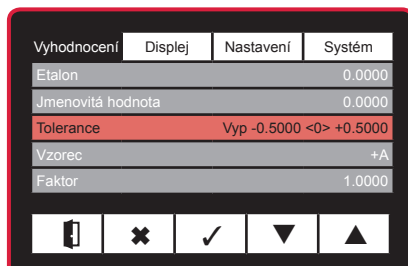 Vyhodnocení Displej Nastavení Systém
Etalon 0.0000
Jmenovitá hodnota 0.0000
Tolerance Vyp -0.5000 <0> +0.5000
Vzorec +A
Faktor 1.0000